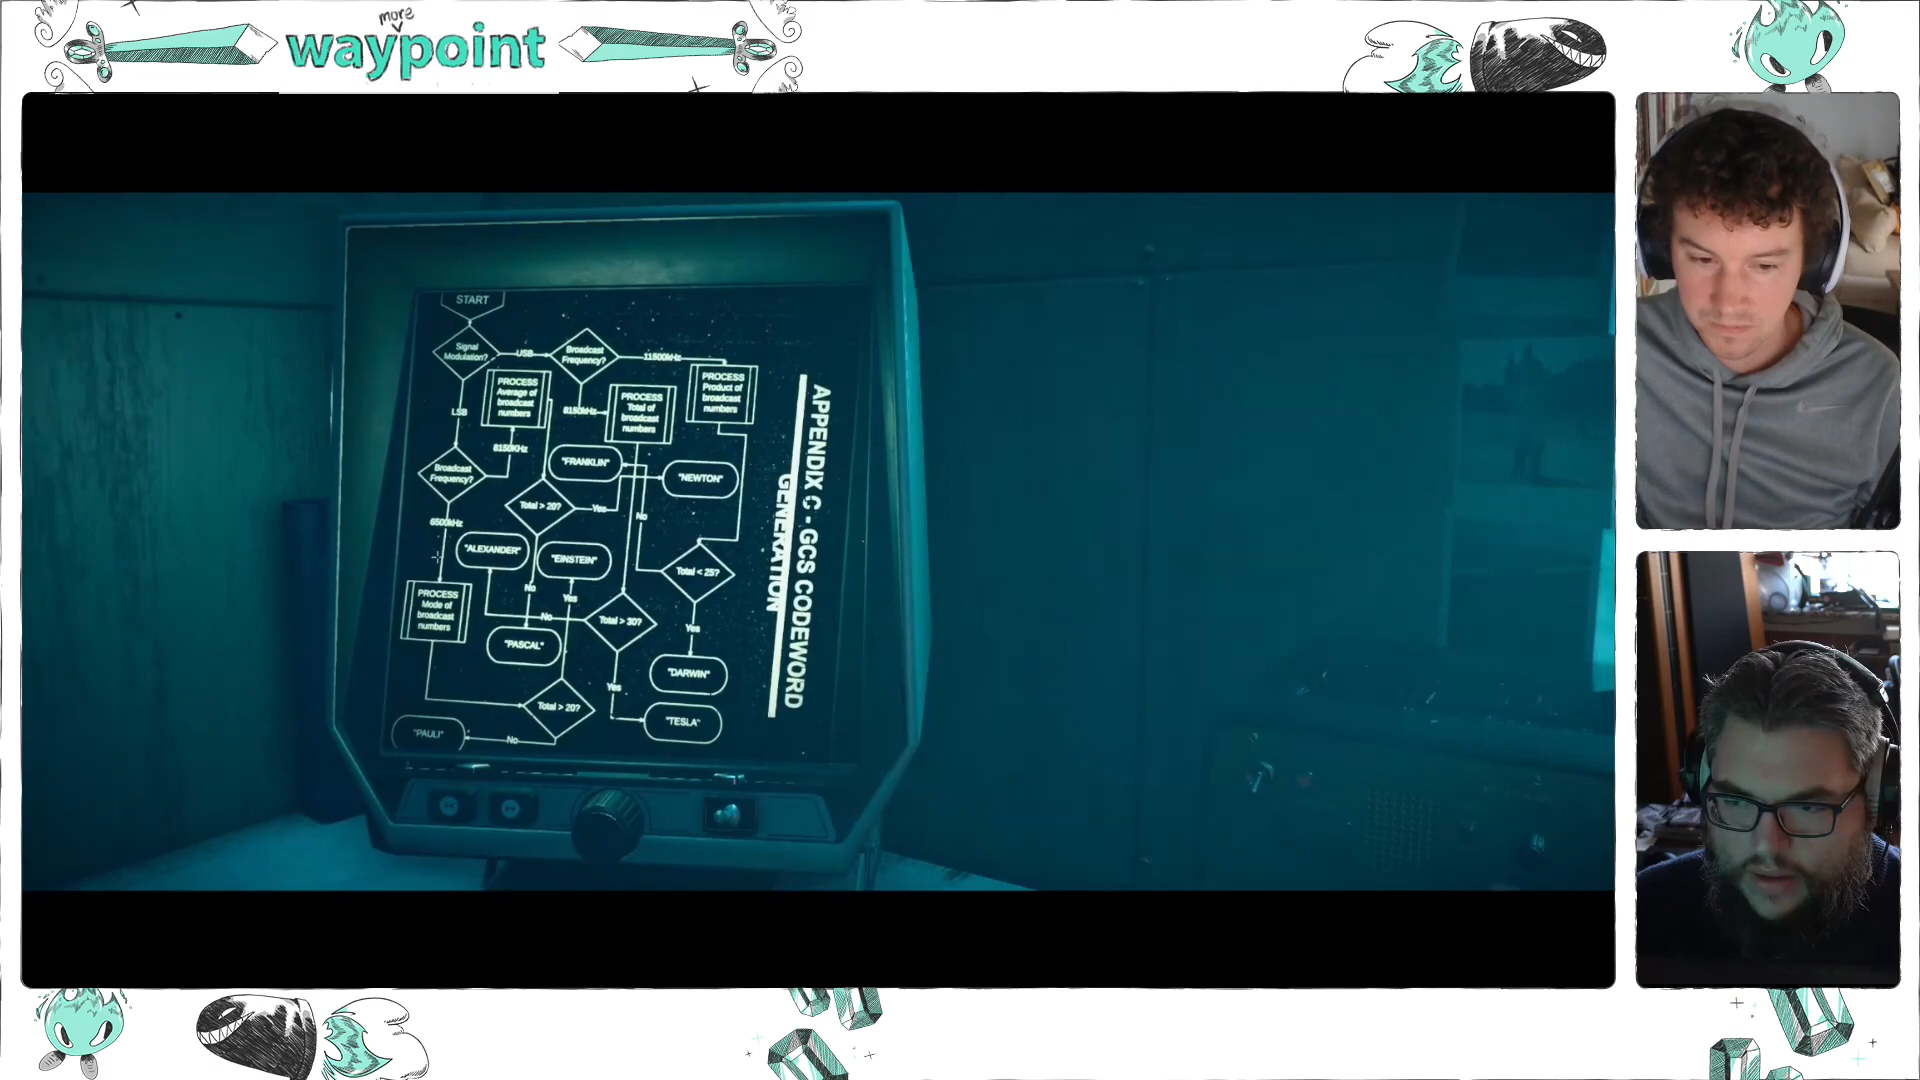 more
waypoint
START
Signal
Modulation?
USB
Broadcast
Frequency?
11500kHz
PROCESS
Product of
broadcast
numbers
PROCESS
Average of
broadcast
numbers
8150kHz
PROCESS
Total of
broadcast
numbers
LSB
8150KHz
Broadcast
Frequency?
"FRANKLIN"
"NEWTON"
Total > 20?
Yes
No
6500kHz
"ALEXANDER"
"EINSTEIN"
Total < 25?
PROCESS
Mode of
broadcast
numbers
No
Yes
No
Total > 30?
Yes
"PASCAL"
"DARWIN"
Yes
Total > 20?
"TESLA"
"PAULI"
No
APPENDIX C - GCS CODEWORD
GENERATION